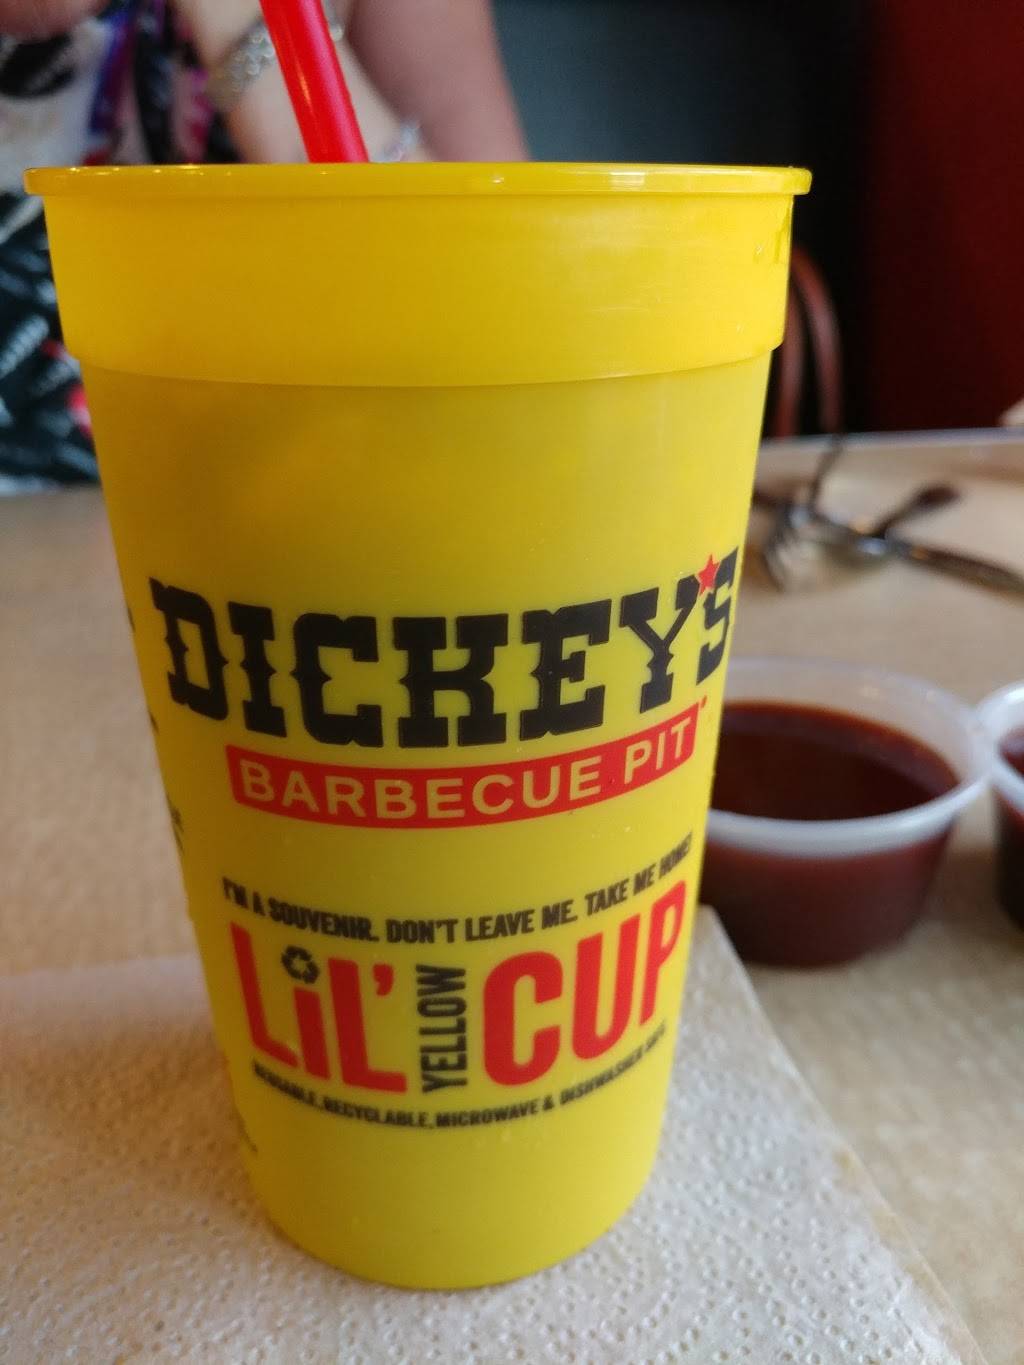 DICKEY'S
BARBECUE PIT
I'M A SOUVENIR. DON'T LEAVE ME. TAKE ME HOME!
LiL' YELLOW CUP
REUSABLE, RECYCLABLE, MICROWAVE & DISHWASHER SAFE